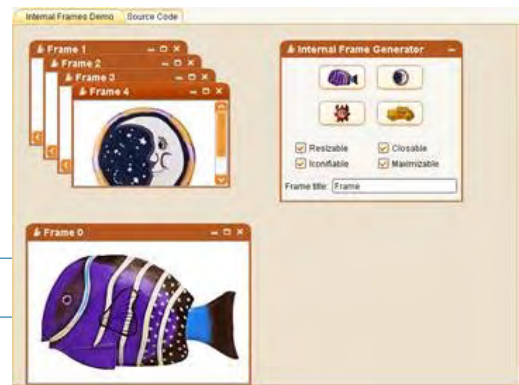 Internal Frames Demo Source Code
Frame 1
Frame 2
Frame 3
Frame 4
Internal Frame Generator
Resizable Closable
Iconifiable Maximizable
Frame title: Frame
Frame 0